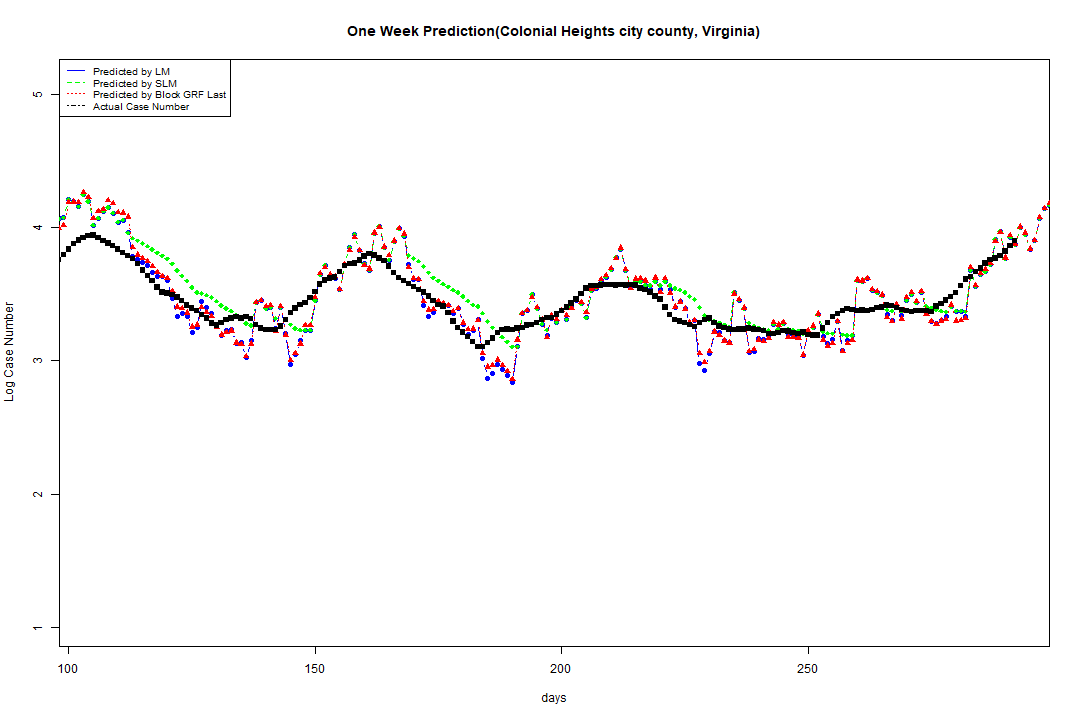 One Week Prediction(Colonial Heights city county, Virginia)
Predicted by LM
Predicted by SLM
Predicted by Block GRF Last
Actual Case Number
5
4
3
2
1
Log Case Number
100 150 200 250
days